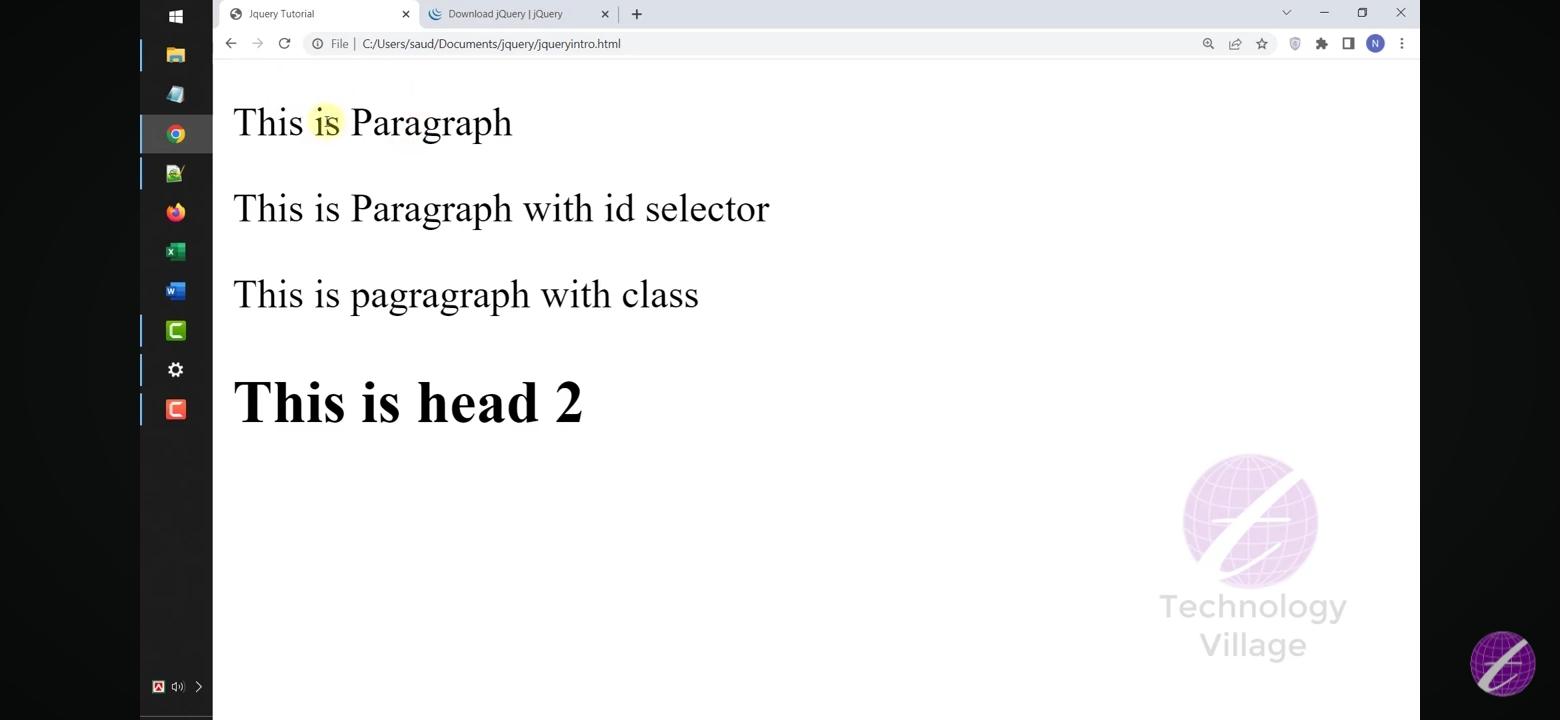 Jquery Tutorial
Download jQuery | jQuery
File
C:/Users/saud/Documents/jquery/jqueryintro.html
N
This is Paragraph
This is Paragraph with id selector
This is pagragraph with class
This is head 2
Technology
Village